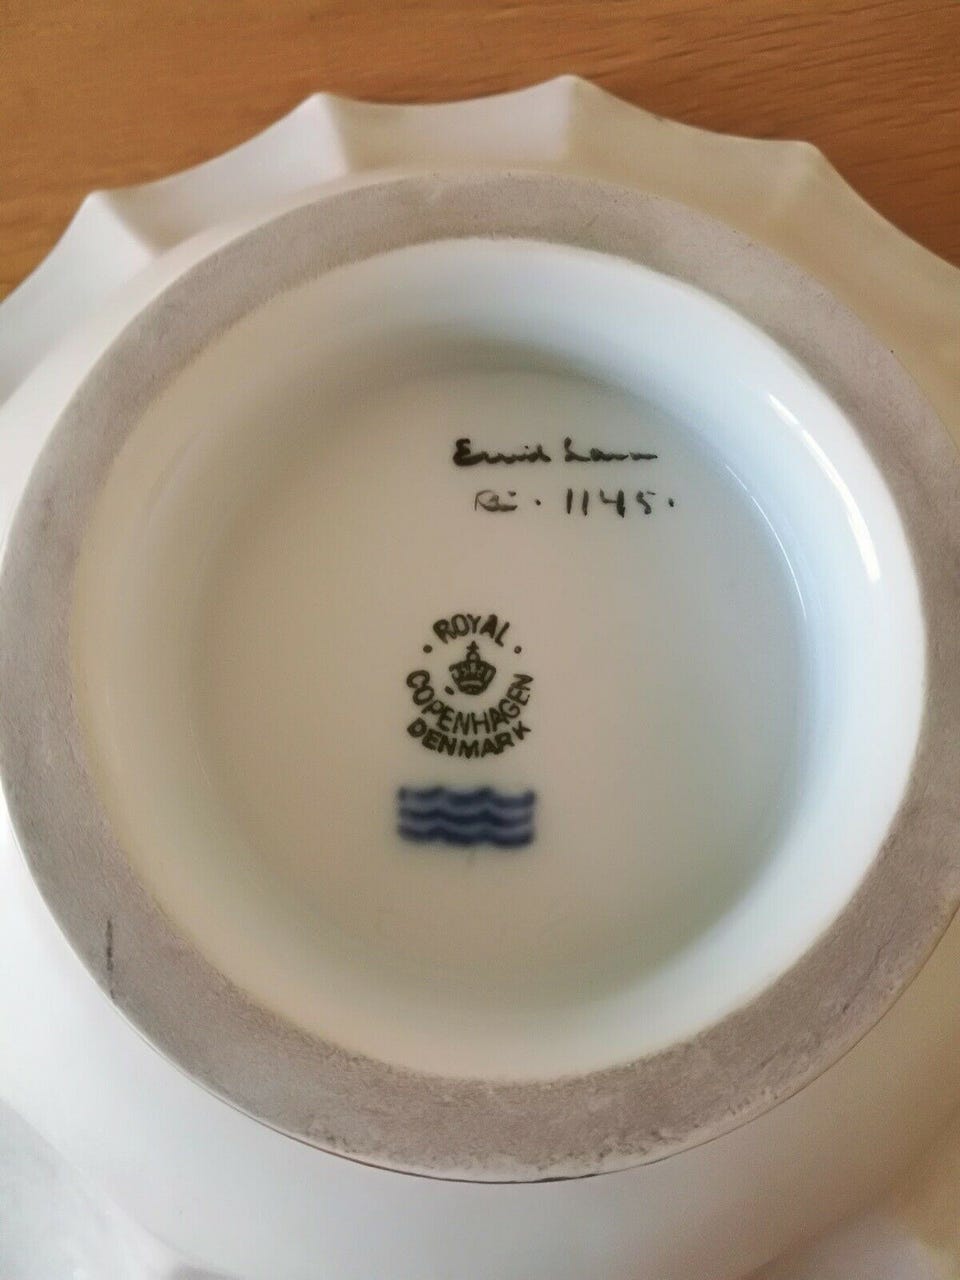 1145.
ROYAL
COPENHAGEN
DENMARK